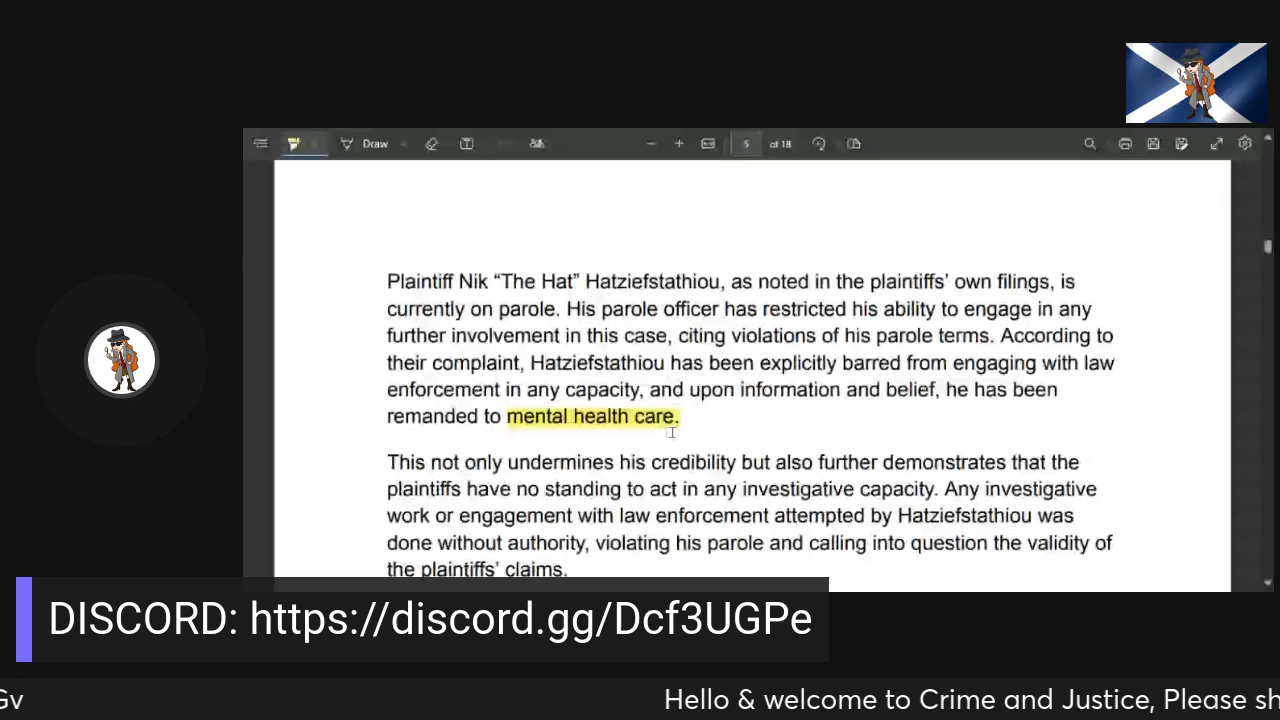 Draw
5 of 18
Plaintiff Nik “The Hat” Hatziefstathiou, as noted in the plaintiffs’ own filings, is
currently on parole. His parole officer has restricted his ability to engage in any
further involvement in this case, citing violations of his parole terms. According to
their complaint, Hatziefstathiou has been explicitly barred from engaging with law
enforcement in any capacity, and upon information and belief, he has been
remanded to mental health care.
This not only undermines his credibility but also further demonstrates that the
plaintiffs have no standing to act in any investigative capacity. Any investigative
work or engagement with law enforcement attempted by Hatziefstathiou was
done without authority, violating his parole and calling into question the validity of
the plaintiffs’ claims.
DISCORD: https://discord.gg/Dcf3UGPe
Gv
Hello & welcome to Crime and Justice, Please sh